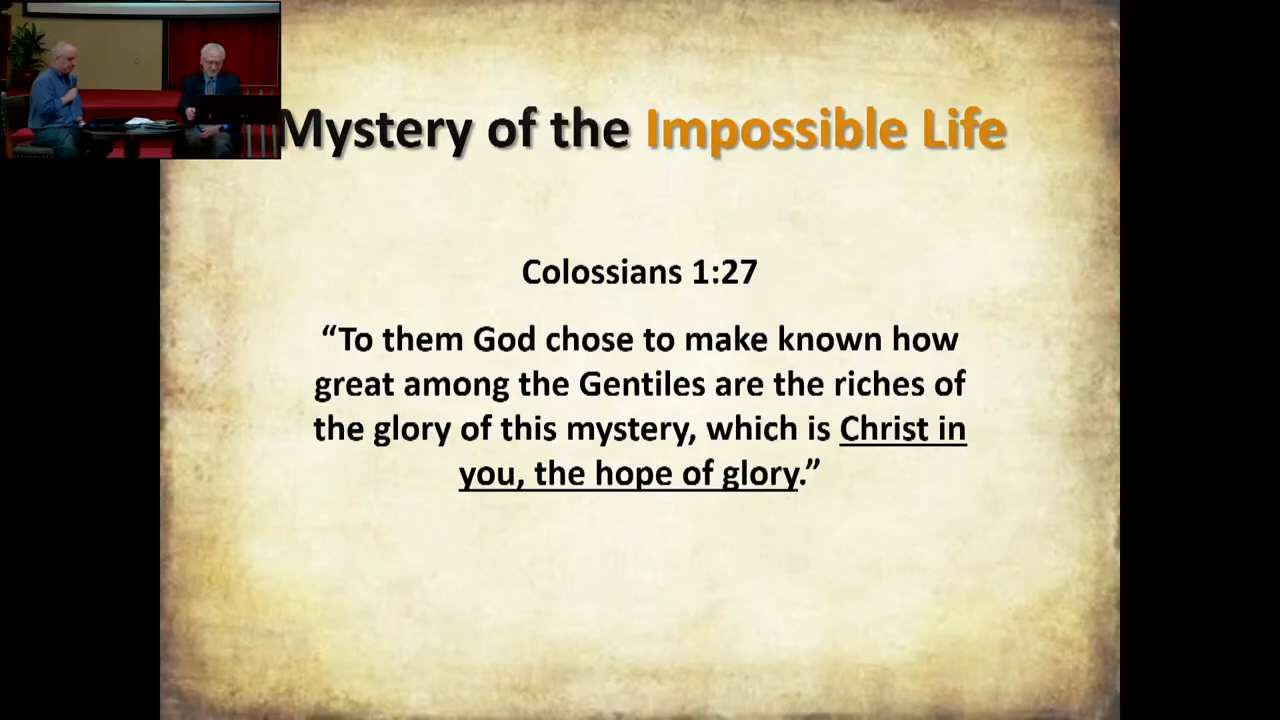 Mystery of the Impossible Life
Colossians 1:27
“To them God chose to make known how
great among the Gentiles are the riches of
the glory of this mystery, which is Christ in
you, the hope of glory.”